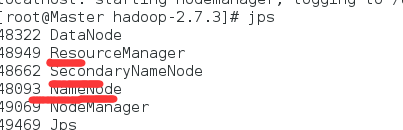 localhost: starting nodemanager, logging to /o
[root@Master hadoop-2.7.3]# jps
48322 DataNode
48949 ResourceManager
48662 SecondaryNameNode
48093 NameNode
49069 NodeManager
49469 Jps